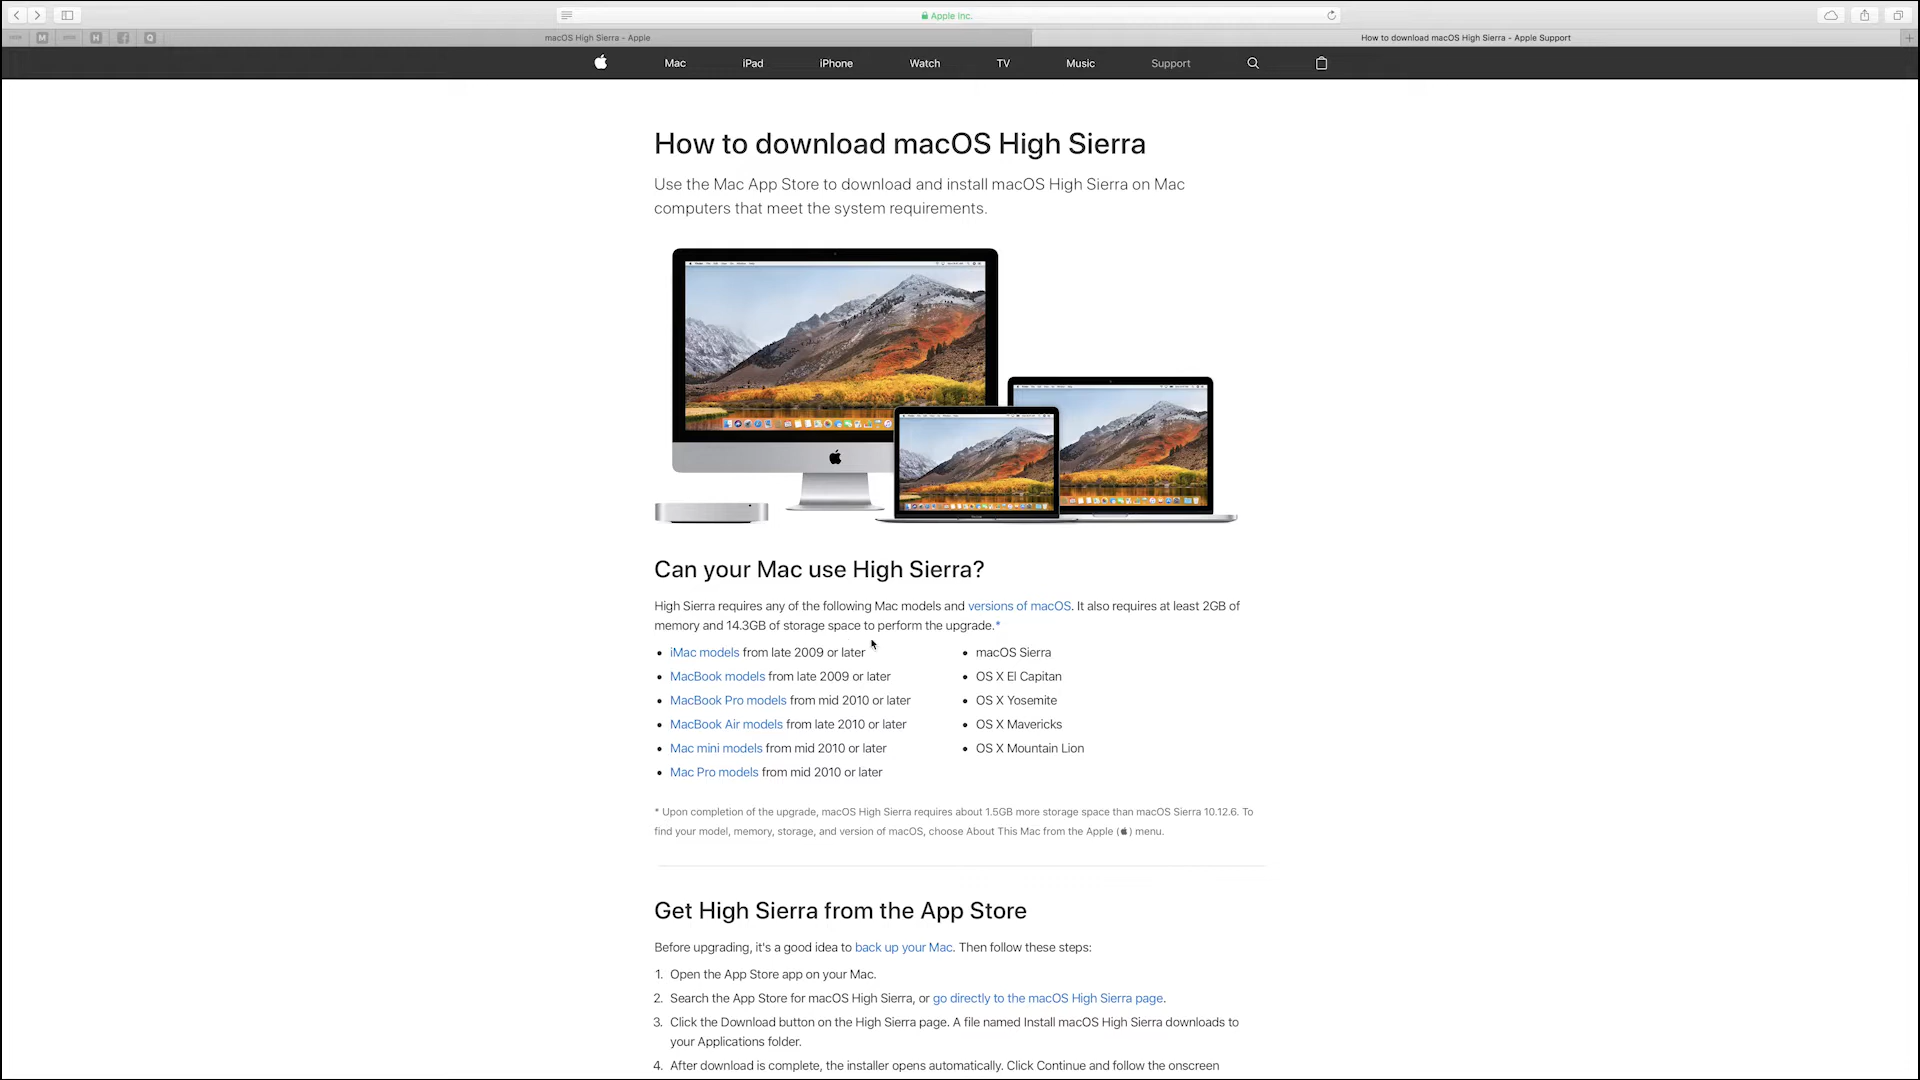 Apple Inc.
macOS High Sierra - Apple
How to download macOS High Sierra - Apple Support
Mac
iPad
iPhone
Watch
TV
Music
Support
How to download macOS High Sierra
Use the Mac App Store to download and install macOS High Sierra on Mac
computers that meet the system requirements.
Can your Mac use High Sierra?
High Sierra requires any of the following Mac models and versions of macOS. It also requires at least 2GB of
memory and 14.3GB of storage space to perform the upgrade.*
• iMac models from late 2009 or later
• MacBook models from late 2009 or later
• MacBook Pro models from mid 2010 or later
• MacBook Air models from late 2010 or later
• Mac mini models from mid 2010 or later
• Mac Pro models from mid 2010 or later
• macOS Sierra
• OS X El Capitan
• OS X Yosemite
• OS X Mavericks
• OS X Mountain Lion
* Upon completion of the upgrade, macOS High Sierra requires about 1.5GB more storage space than macOS Sierra 10.12.6. To
find your model, memory, storage, and version of macOS, choose About This Mac from the Apple () menu.
Get High Sierra from the App Store
Before upgrading, it's a good idea to back up your Mac. Then follow these steps:
1. Open the App Store app on your Mac.
2. Search the App Store for macOS High Sierra, or go directly to the macOS High Sierra page.
3. Click the Download button on the High Sierra page. A file named Install macOS High Sierra downloads to
your Applications folder.
4. After download is complete, the installer opens automatically. Click Continue and follow the onscreen